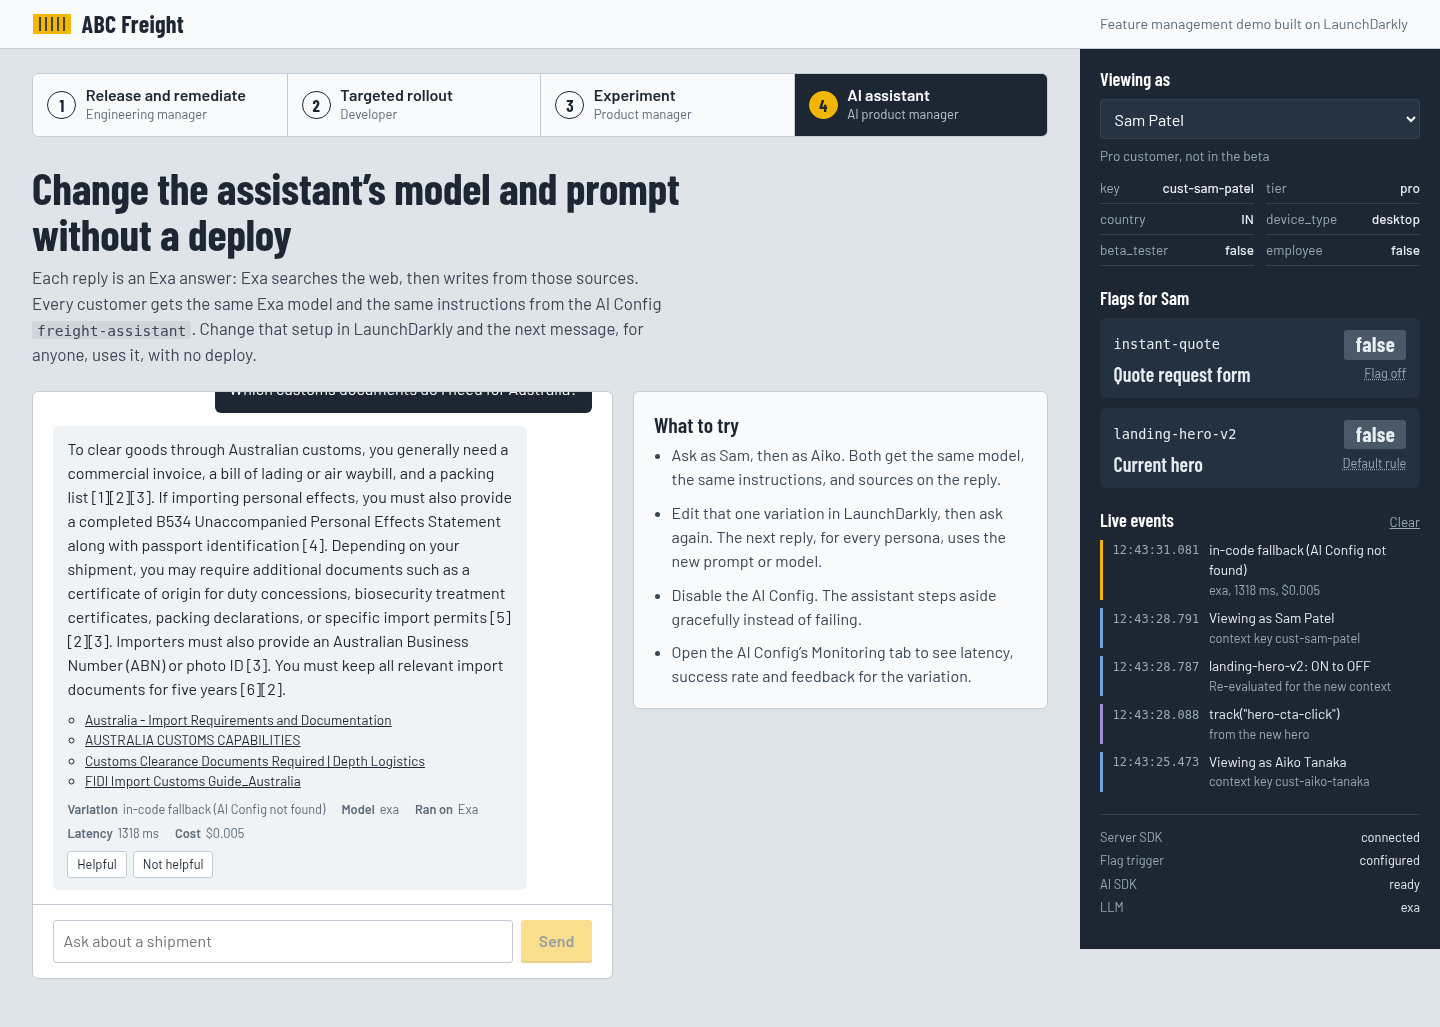 ABC Freight
Feature management demo built on LaunchDarkly
1
Release and remediate
Engineering manager
2
Targeted rollout
Developer
3
Experiment
Product manager
4
AI assistant
AI product manager
Change the assistant’s model and prompt
without a deploy
Each reply is an Exa answer: Exa searches the web, then writes from those sources.
Every customer gets the same Exa model and the same instructions from the AI Config
freight-assistant. Change that setup in LaunchDarkly and the next message, for
anyone, uses it, with no deploy.
Which customs documents do I need for Australia?
To clear goods through Australian customs, you generally need a
commercial invoice, a bill of lading or air waybill, and a packing
list [1][2][3]. If importing personal effects, you must also provide
a completed B534 Unaccompanied Personal Effects Statement
along with passport identification [4]. Depending on your
shipment, you may require additional documents such as a
certificate of origin for duty concessions, biosecurity treatment
certificates, packing declarations, or specific import permits [5]
[2][3]. Importers must also provide an Australian Business
Number (ABN) or photo ID [3]. You must keep all relevant import
documents for five years [6][2].
Australia - Import Requirements and Documentation
AUSTRALIA CUSTOMS CAPABILITIES
Customs Clearance Documents Required | Depth Logistics
FIDI Import Customs Guide_Australia
Variation in-code fallback (AI Config not found) Model exa Ran on Exa
Latency 1318 ms Cost $0.005
Helpful Not helpful
Ask about a shipment
Send
What to try
Ask as Sam, then as Aiko. Both get the same model,
the same instructions, and sources on the reply.
Edit that one variation in LaunchDarkly, then ask
again. The next reply, for every persona, uses the
new prompt or model.
Disable the AI Config. The assistant steps aside
gracefully instead of failing.
Open the AI Config’s Monitoring tab to see latency,
success rate and feedback for the variation.
Viewing as
Sam Patel
Pro customer, not in the beta
key cust-sam-patel tier pro
country IN device_type desktop
beta_tester false employee false
Flags for Sam
instant-quote false
Quote request form Flag off
landing-hero-v2 false
Current hero Default rule
Live events Clear
12:43:31.081 in-code fallback (AI Config not
found)
exa, 1318 ms, $0.005
12:43:28.791 Viewing as Sam Patel
context key cust-sam-patel
12:43:28.787 landing-hero-v2: ON to OFF
Re-evaluated for the new context
12:43:28.088 track("hero-cta-click")
from the new hero
12:43:25.473 Viewing as Aiko Tanaka
context key cust-aiko-tanaka
Server SDK connected
Flag trigger configured
AI SDK ready
LLM exa